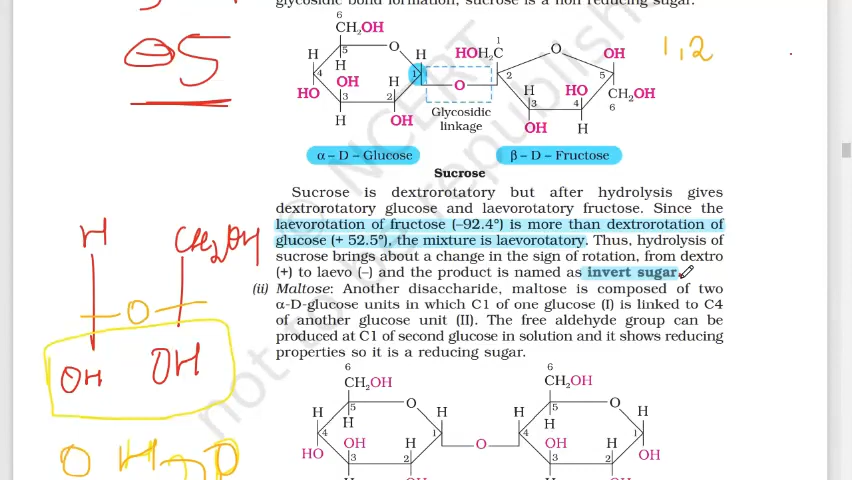 glycosidic bond formation, sucrose is a non reducing sugar.
6
CH₂OH
O
H
H
5
H
4
OH
H
1
HO
3
2
H
OH
O
Glycosidic
linkage
1
HOH₂C
O
OH
2
5
H
HO
3
4
CH₂OH
6
OH
H
1,2
α – D – Glucose
β – D – Fructose
Sucrose
Sucrose is dextrorotatory but after hydrolysis gives
dextrorotatory glucose and laevorotatory fructose. Since the
laevorotation of fructose (–92.4°) is more than dextrorotation of
glucose (+ 52.5°), the mixture is laevorotatory. Thus, hydrolysis of
sucrose brings about a change in the sign of rotation, from dextro
(+) to laevo (–) and the product is named as invert sugar.
(ii) Maltose: Another disaccharide, maltose is composed of two
α-D-glucose units in which C1 of one glucose (I) is linked to C4
of another glucose unit (II). The free aldehyde group can be
produced at C1 of second glucose in solution and it shows reducing
properties so it is a reducing sugar.
H
CH₂OH
O
OH
OH
6
CH₂OH
O
H
H
5
H
4
OH
H
1
HO
3
2
O
6
CH₂OH
O
H
H
5
H
4
OH
H
1
OH
3
2
© NCERT
not to be republished